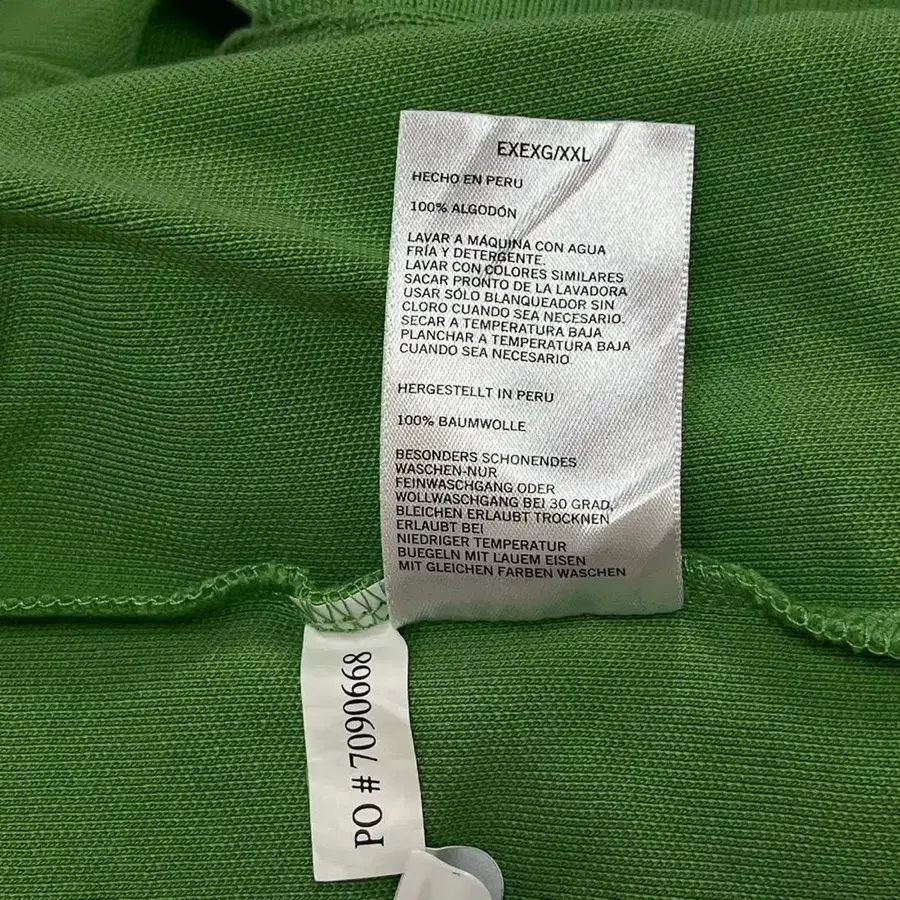 EXEXG/XXL
HECHO EN PERU
100% ALGODÓN
LAVAR A MÁQUINA CON AGUA
FRÍA Y DETERGENTE.
LAVAR CON COLORES SIMILARES
SACAR PRONTO DE LA LAVADORA
USAR SÓLO BLANQUEADOR SIN
CLORO CUANDO SEA NECESARIO.
SECAR A TEMPERATURA BAJA
PLANCHAR A TEMPERATURA BAJA
CUANDO SEA NECESARIO
HERGESTELLT IN PERU
100% BAUMWOLLE
BESONDERS SCHONENDES
WASCHEN-NUR
FEINWASCHGANG ODER
WOLLWASCHGANG BEI 30 GRAD,
BLEICHEN ERLAUBT TROCKNEN
ERLAUBT BEI
NIEDRIGER TEMPERATUR
BUEGELN MIT LAUEM EISEN
MIT GLEICHEN FARBEN WASCHEN
PO # 7090668